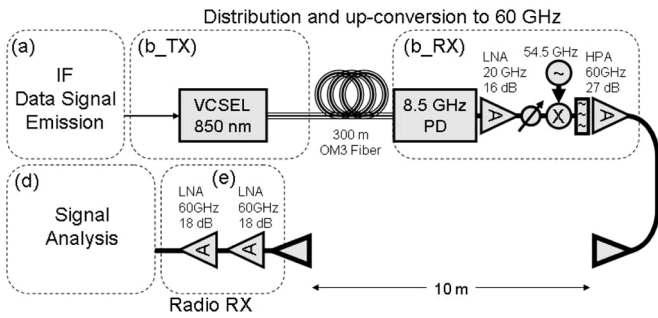 Distribution and up-conversion to 60 GHz
(a)
IF
Data Signal
Emission
(b_TX)
VCSEL
850 nm
300 m
OM3 Fiber
(b_RX)
8.5 GHz
PD
LNA
20 GHz
16 dB
A
54.5 GHz
~
X
HPA
60GHz
27 dB
A
(d)
Signal
Analysis
(e)
LNA
60GHz
18 dB
A
LNA
60GHz
18 dB
A
Radio RX
10 m